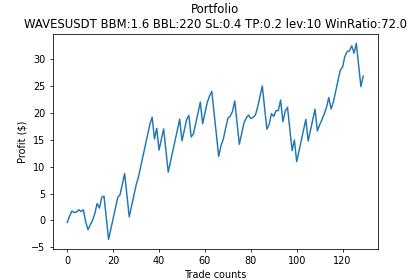 Portfolio
WAVESUSDT BBM:1.6 BBL:220 SL:0.4 TP:0.2 lev:10 WinRatio:72.0
Profit ($)
30
25
20
15
10
5
0
−5
0 20 40 60 80 100 120
Trade counts